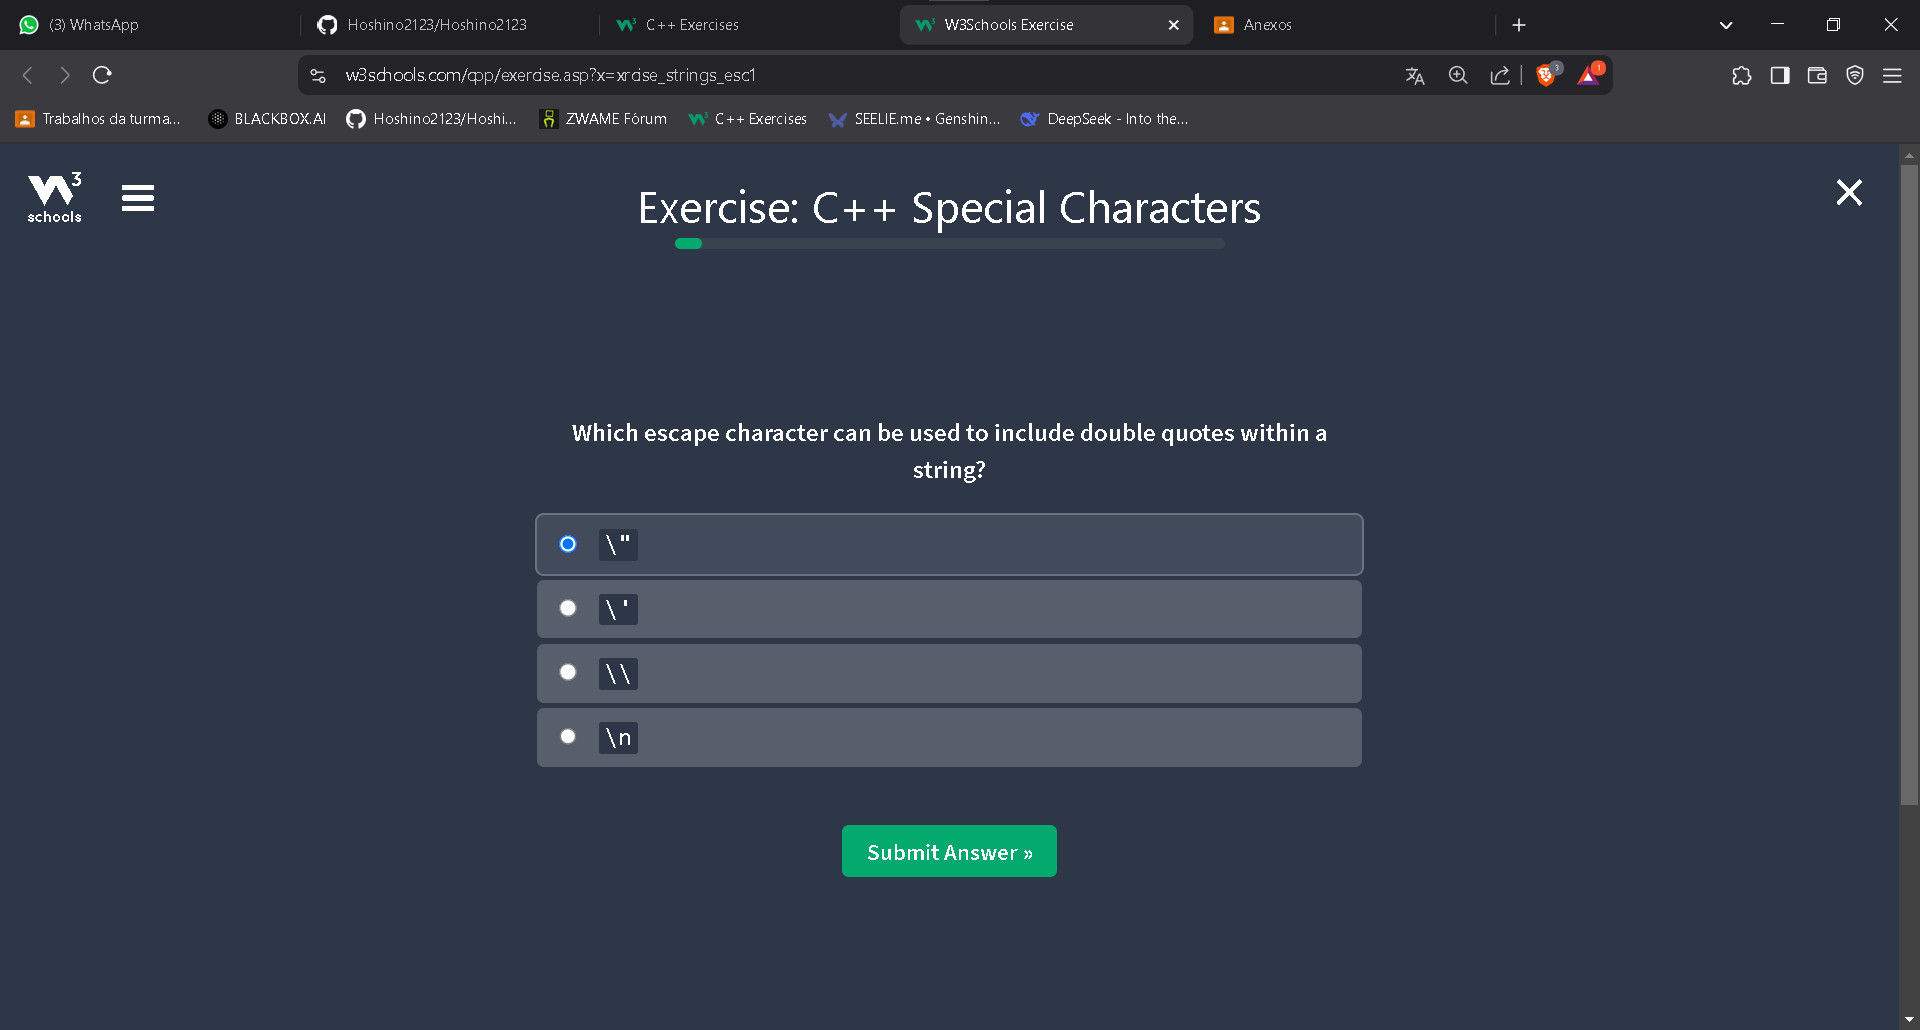 (3) WhatsApp
Hoshino2123/Hoshino2123
C++ Exercises
W3Schools Exercise
Anexos
w3schools.com/cpp/exercise.asp?x=xrcise_strings_esc1
3
1
Trabalhos da turma...
BLACKBOX.AI
Hoshino2123/Hoshi...
ZWAME Fórum
C++ Exercises
SEELIE.me • Genshin...
DeepSeek - Into the...
W3
schools
Exercise: C++ Special Characters
Which escape character can be used to include double quotes within a
string?
\"
\'
\\
\n
Submit Answer »